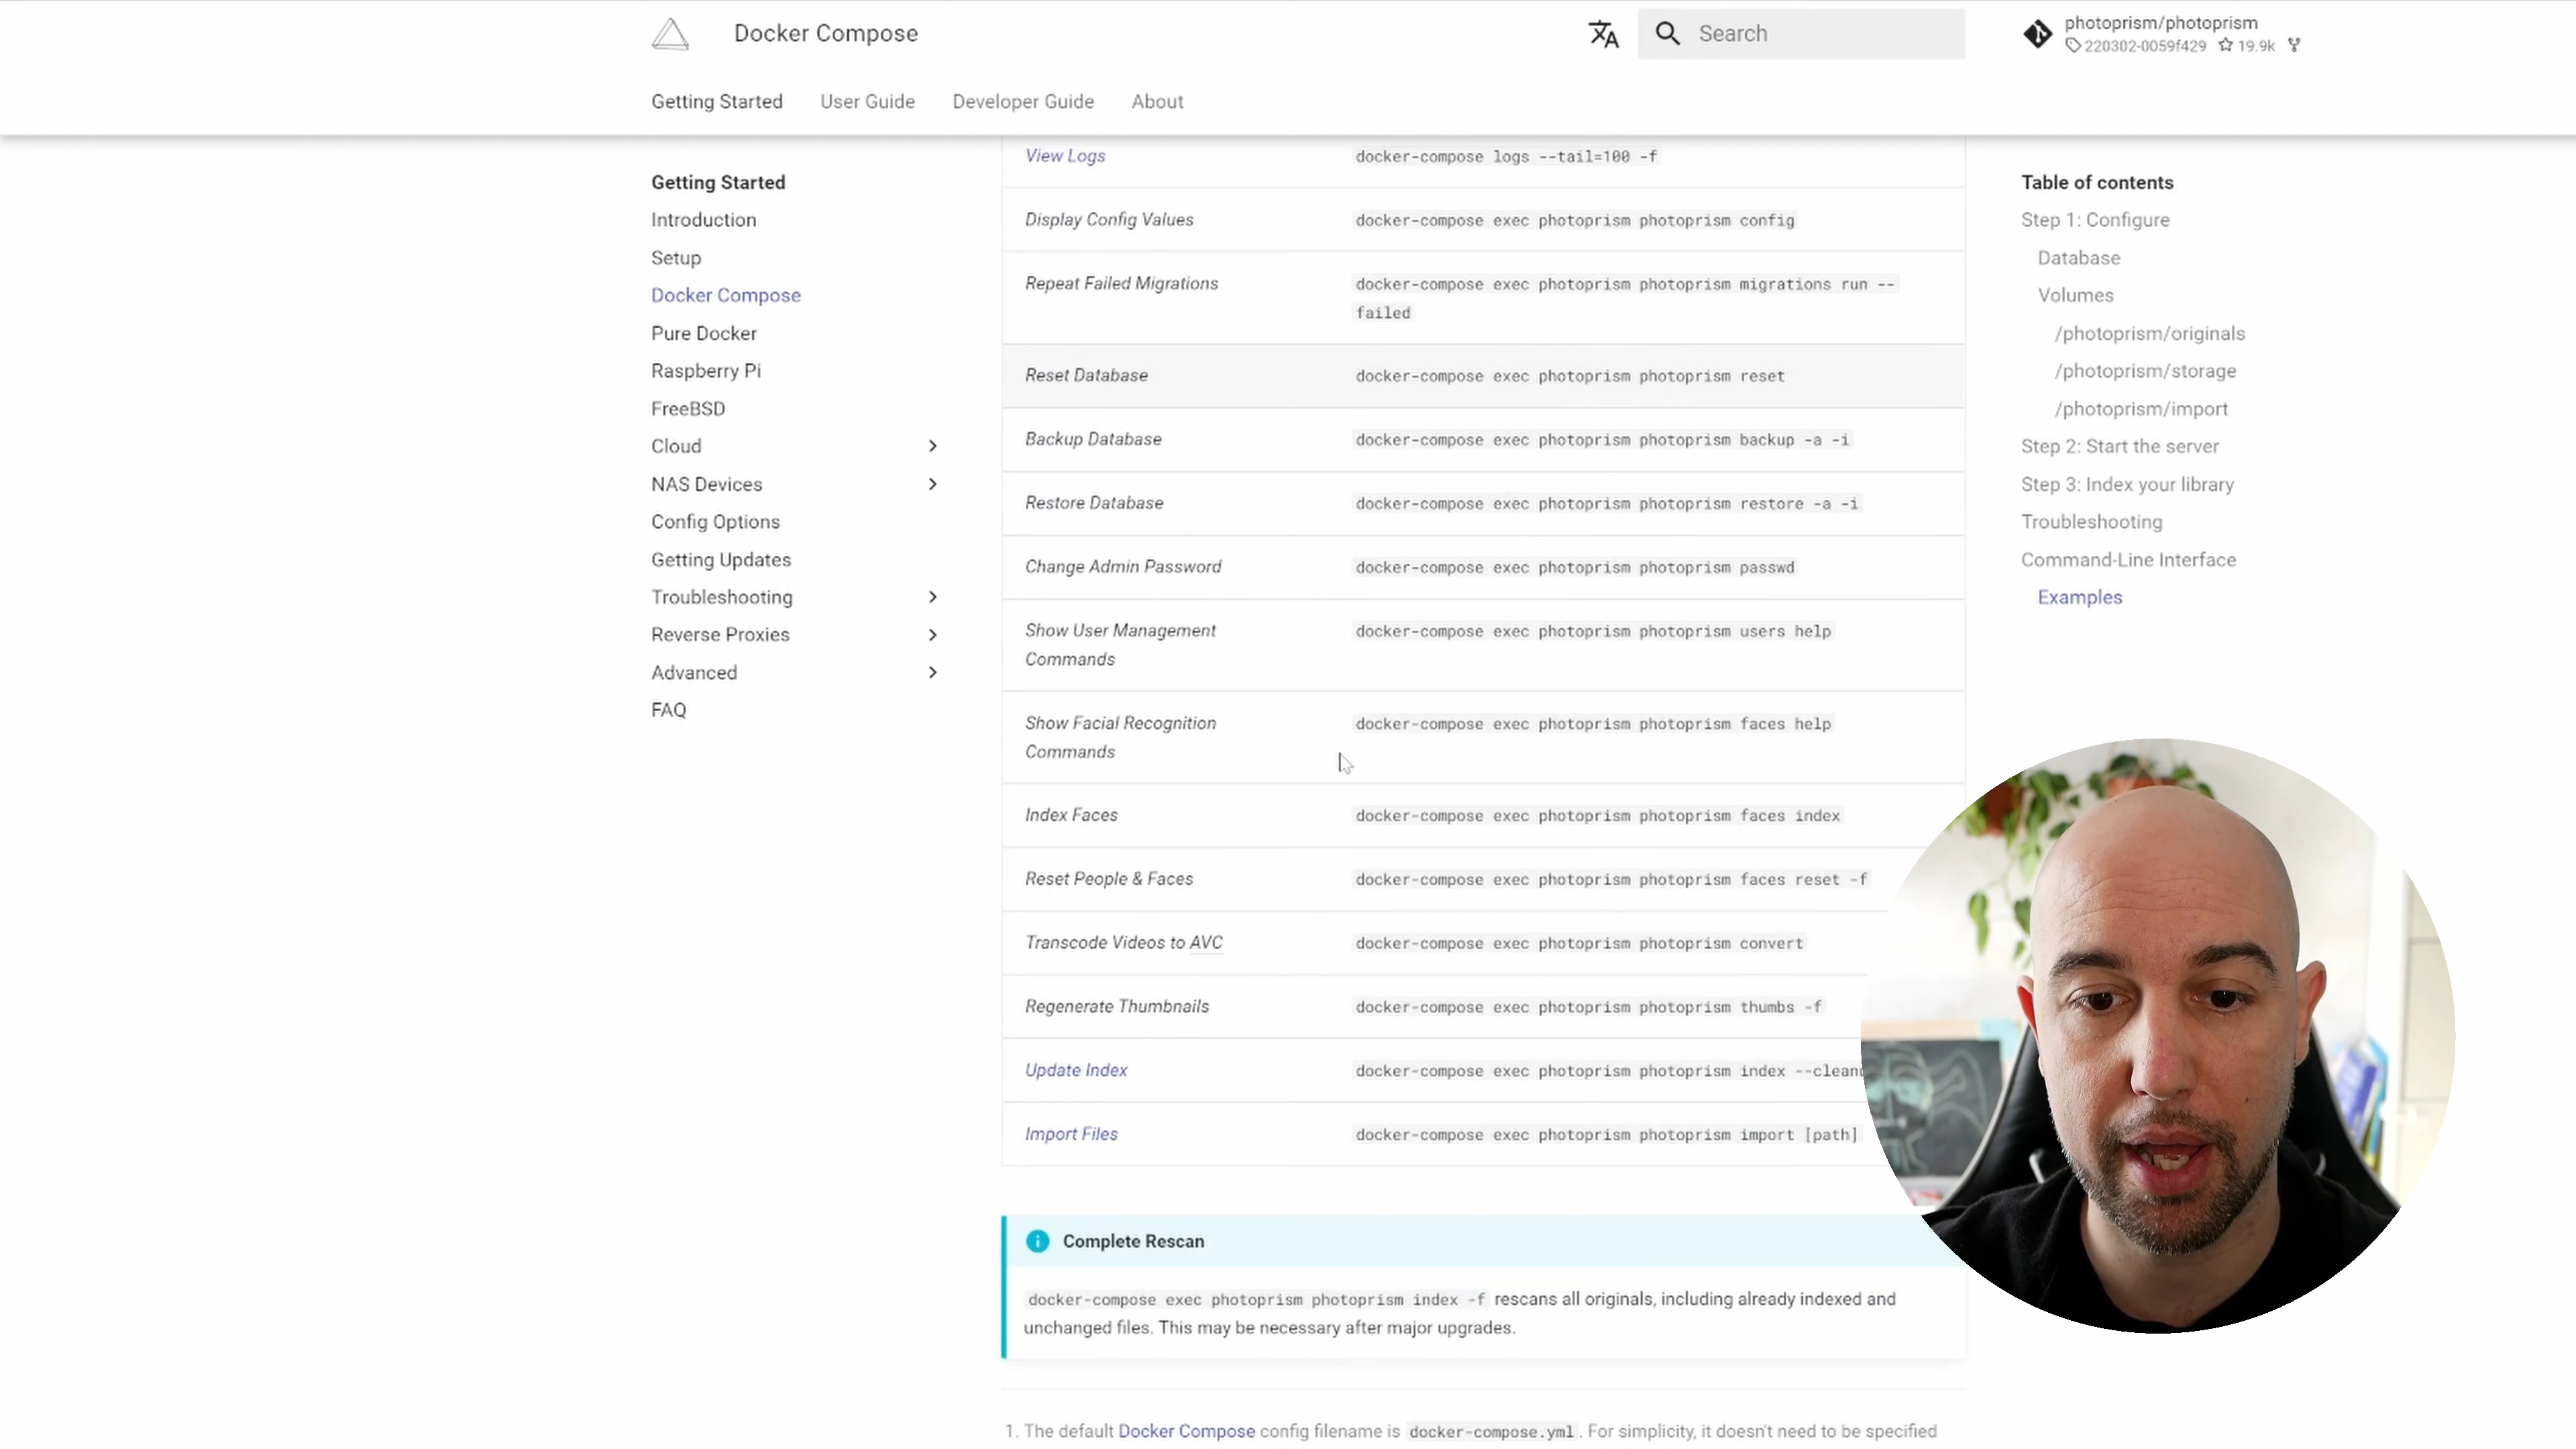 Docker Compose
Search
photoprism/photoprism
220302-0059f429 19.9k
Getting Started User Guide Developer Guide About
Getting Started
Introduction
Setup
Docker Compose
Pure Docker
Raspberry Pi
FreeBSD
Cloud
NAS Devices
Config Options
Getting Updates
Troubleshooting
Reverse Proxies
Advanced
FAQ
View Logs docker-compose logs --tail=100 -f
Display Config Values docker-compose exec photoprism photoprism config
Repeat Failed Migrations docker-compose exec photoprism photoprism migrations run --
failed
Reset Database docker-compose exec photoprism photoprism reset
Backup Database docker-compose exec photoprism photoprism backup -a -i
Restore Database docker-compose exec photoprism photoprism restore -a -i
Change Admin Password docker-compose exec photoprism photoprism passwd
Show User Management docker-compose exec photoprism photoprism users help
Commands
Show Facial Recognition docker-compose exec photoprism photoprism faces help
Commands
Index Faces docker-compose exec photoprism photoprism faces index
Reset People & Faces docker-compose exec photoprism photoprism faces reset -f
Transcode Videos to AVC docker-compose exec photoprism photoprism convert
Regenerate Thumbnails docker-compose exec photoprism photoprism thumbs -f
Update Index docker-compose exec photoprism photoprism index
Import Files docker-compose exec photoprism photoprism import [path]
Complete Rescan
docker-compose exec photoprism photoprism index -f rescans all originals, including already indexed and
unchanged files. This may be necessary after major upgrades.
1. The default Docker Compose config filename is docker-compose.yml . For simplicity, it doesn't need to be specified
Table of contents
Step 1: Configure
Database
Volumes
/photoprism/originals
/photoprism/storage
/photoprism/import
Step 2: Start the server
Step 3: Index your library
Troubleshooting
Command-Line Interface
Examples